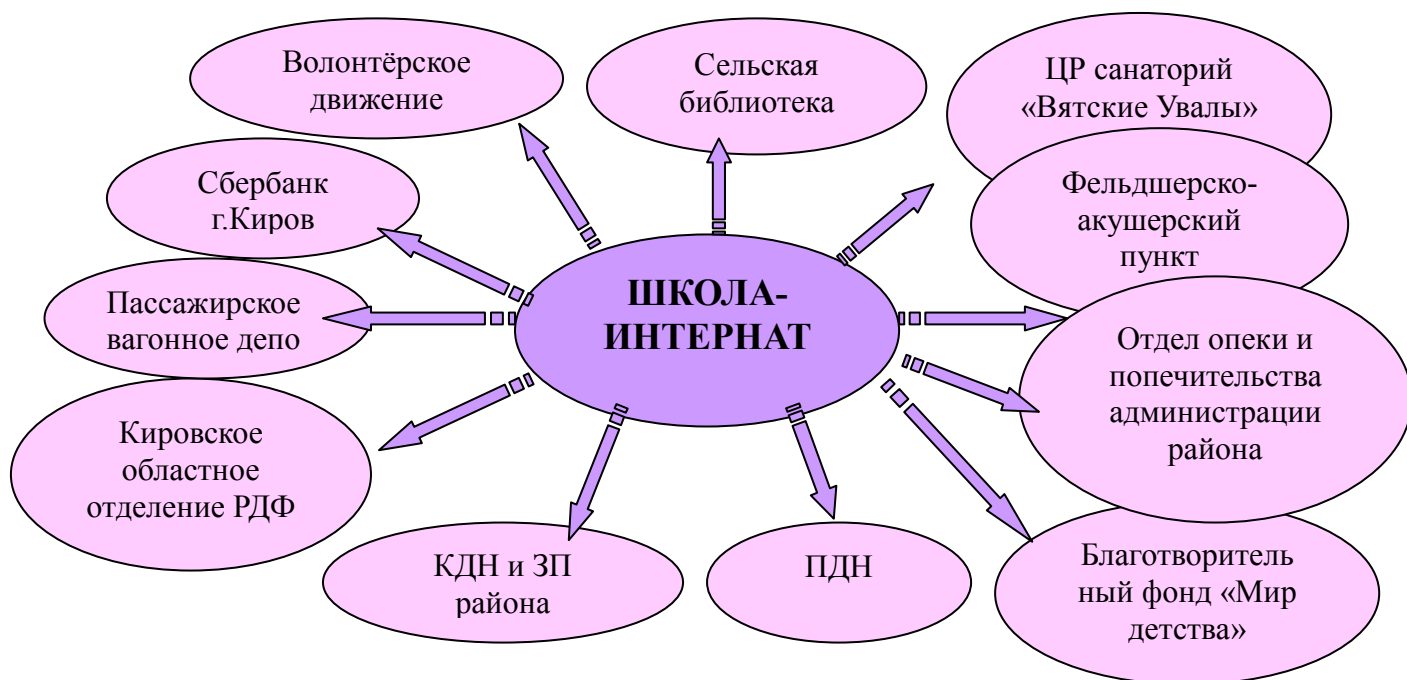 Волонтёрское
движение
Сельская
библиотека
ЦР санаторий
«Вятские Увалы»
Сбербанк
г.Киров
Фельдшерско-
акушерский
пункт
ШКОЛА-
ИНТЕРНАТ
Пассажирское
вагонное депо
Отдел опеки и
попечительства
администрации
района
Кировское
областное
отделение РДФ
КДН и ЗП
района
ПДН
Благотворитель
ный фонд «Мир
детства»